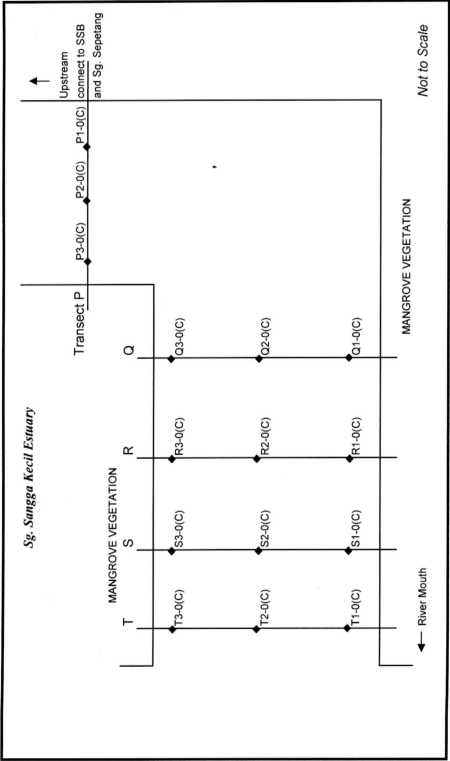 Sg. Sangga Kecil Estuary
Upstream
connect to SSB
and Sg. Sepetang
Transect P
P3-0(C)
P2-0(C)
P1-0(C)
MANGROVE VEGETATION
T
S
R
Q
T3-0(C)
S3-0(C)
R3-0(C)
Q3-0(C)
T2-0(C)
S2-0(C)
R2-0(C)
Q2-0(C)
T1-0(C)
S1-0(C)
R1-0(C)
Q1-0(C)
River Mouth
MANGROVE VEGETATION
Not to Scale